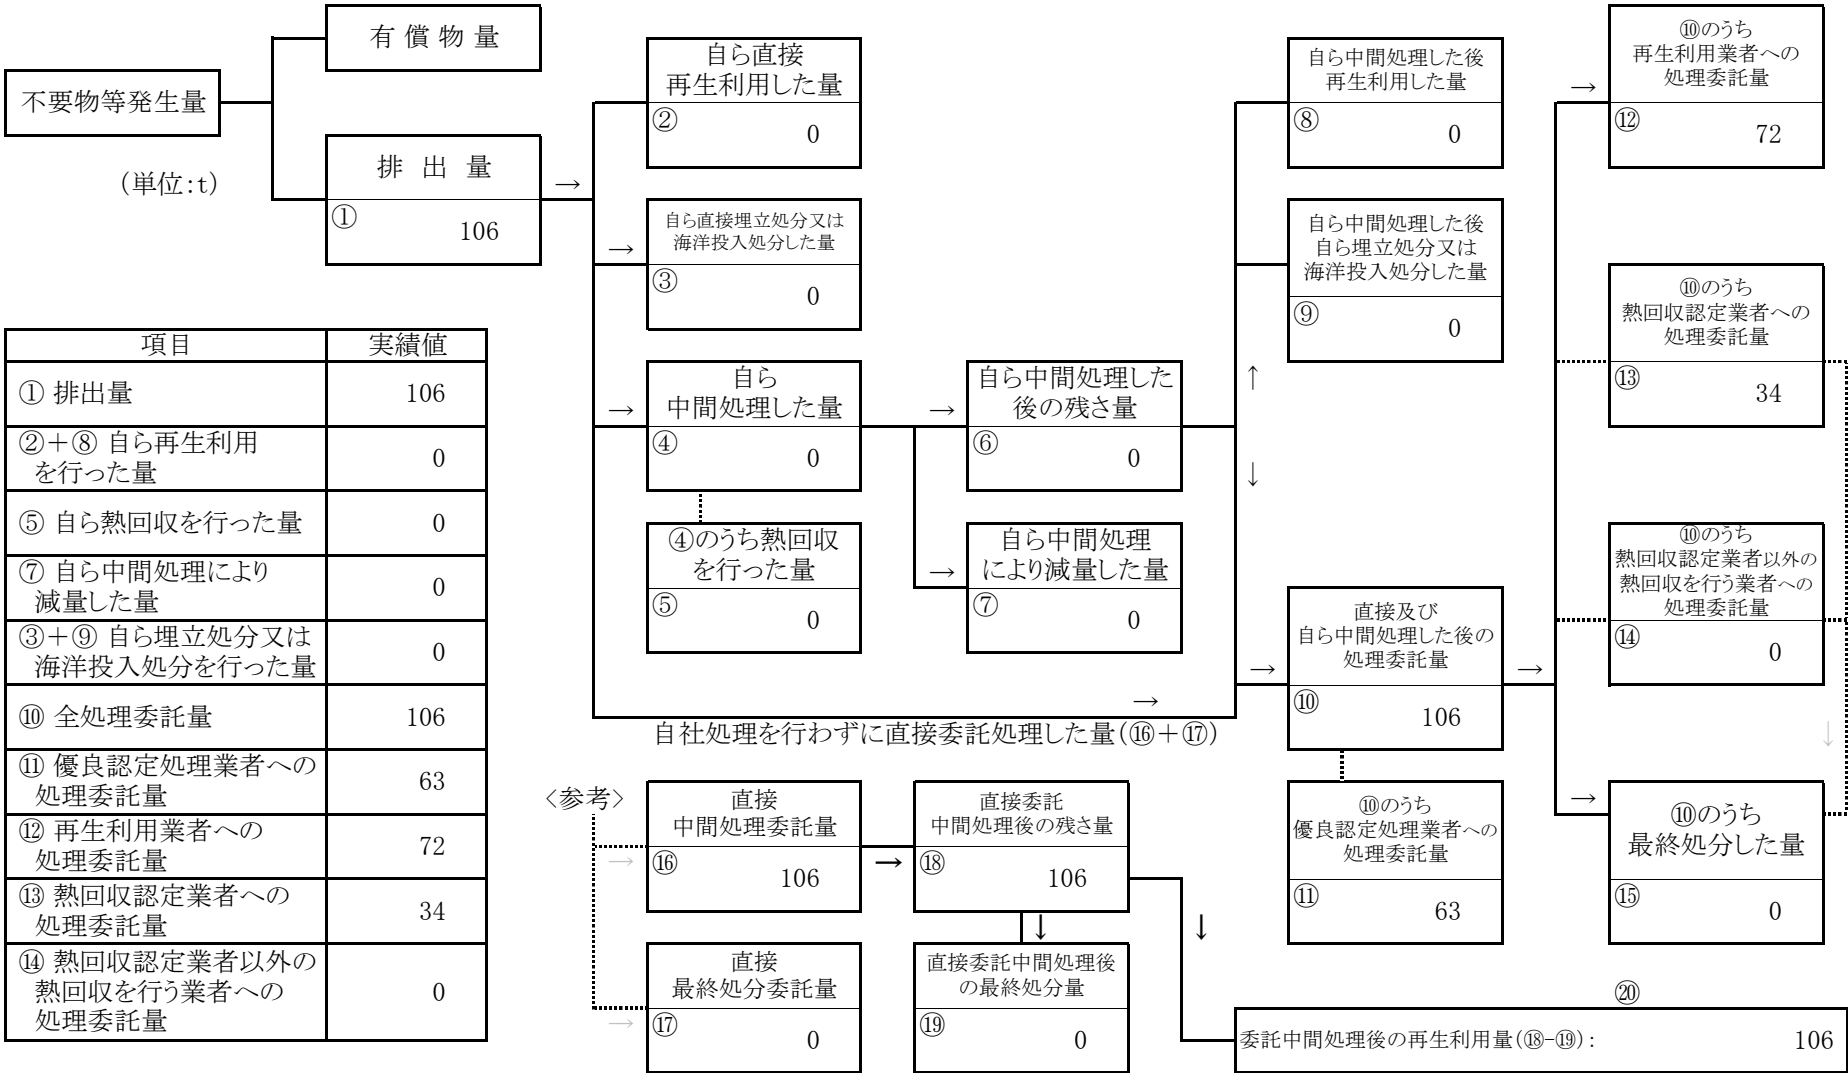 有 償 物 量
不要物等発生量
(単位:t)
排 出 量
→
①
106
自ら直接
再生利用した量
②
0
→
自ら直接埋立処分又は
海洋投入処分した量
③
0
→
自ら
中間処理した量
④
0
④のうち熱回収
を行った量
⑤
0
→
自ら中間処理した
後の残さ量
⑥
0
→
自ら中間処理
により減量した量
⑦
0
自ら中間処理した後
再生利用した量
⑧
0
自ら中間処理した後
自ら埋立処分又は
海洋投入処分した量
⑨
0
↑
↓
→
自社処理を行わずに直接委託処理した量(⑯+⑰)
→
直接及び
自ら中間処理した後の
処理委託量
⑩
106
→
⑩のうち
優良認定処理業者への
処理委託量
⑪
63
→
⑩のうち
再生利用業者への
処理委託量
⑫
72
⑩のうち
熱回収認定業者への
処理委託量
⑬
34
⑩のうち
熱回収認定業者以外の
熱回収を行う業者への
処理委託量
⑭
0
↓
→
⑩のうち
最終処分した量
⑮
0
項目 実績値
① 排出量 106
②+⑧ 自ら再生利用
を行った量 0
⑤ 自ら熱回収を行った量 0
⑦ 自ら中間処理により
減量した量 0
③+⑨ 自ら埋立処分又は
海洋投入処分を行った量 0
⑩ 全処理委託量 106
⑪ 優良認定処理業者への
処理委託量 63
⑫ 再生利用業者への
処理委託量 72
⑬ 熱回収認定業者への
処理委託量 34
⑭ 熱回収認定業者以外の
熱回収を行う業者への
処理委託量 0
〈参考〉
→
直接
中間処理委託量
⑯
106
→
直接委託
中間処理後の残さ量
⑱
106
↓
↓
→
直接
最終処分委託量
⑰
0
直接委託中間処理後
の最終処分量
⑲
0
⑳
委託中間処理後の再生利用量(⑱-⑲): 106